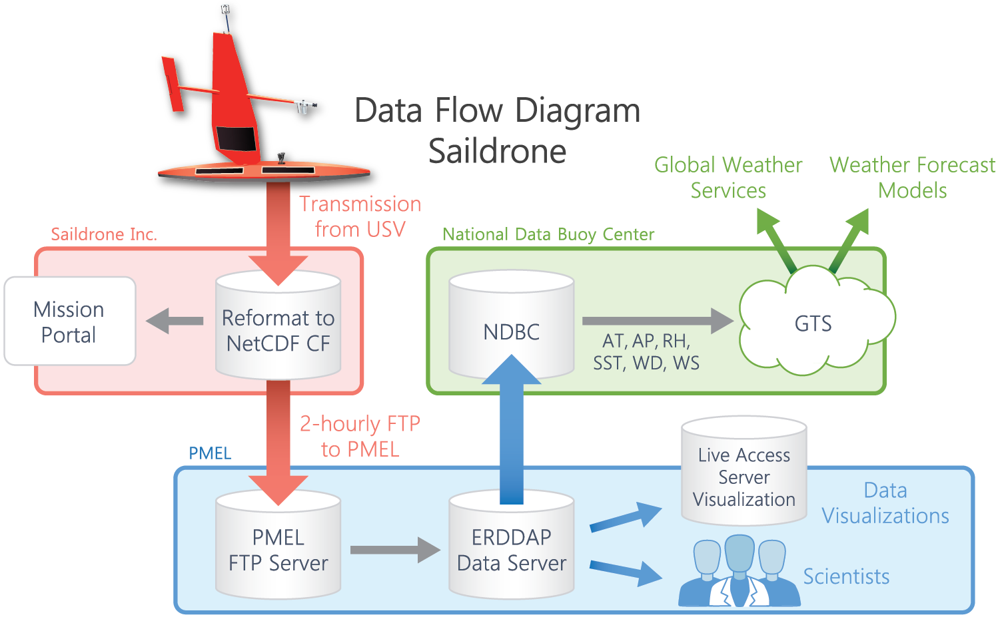 Data Flow Diagram
Saildrone
Global Weather
Services
Weather Forecast
Models
Transmission
from USV
Saildrone Inc.
National Data Buoy Center
Mission
Portal
Reformat to
NetCDF CF
NDBC
AT, AP, RH,
SST, WD, WS
GTS
2-hourly FTP
to PMEL
PMEL
Live Access
Server
Visualization
Data
Visualizations
PMEL
FTP Server
ERDDAP
Data Server
Scientists